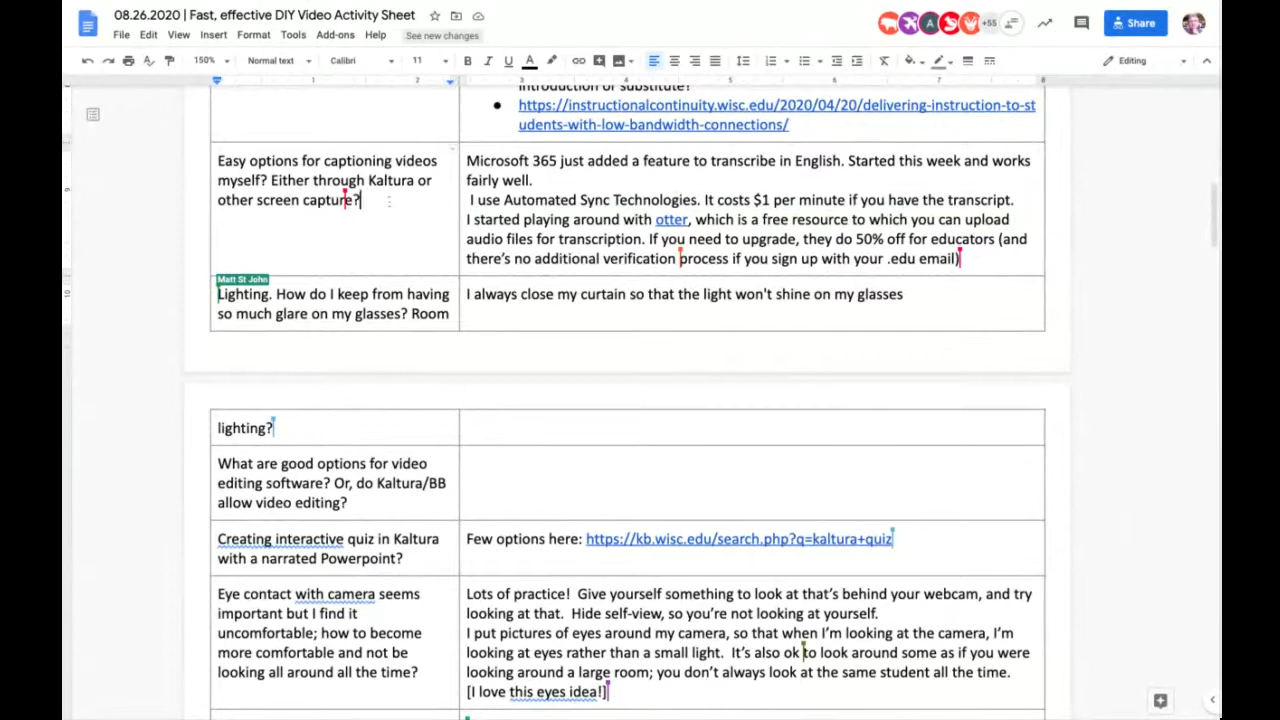 08.26.2020 | Fast, effective DIY Video Activity Sheet
+55
Share
File Edit View Insert Format Tools Add-ons Help See new changes
150% Normal text Calibri 11 B I U A Editing
1 2 3 4 5 6 7 8
introduction or substitute?
● https://instructionalcontinuity.wisc.edu/2020/04/20/delivering-instruction-to-st
udents-with-low-bandwidth-connections/
Easy options for captioning videos
myself? Either through Kaltura or
other screen capture?
Microsoft 365 just added a feature to transcribe in English. Started this week and works
fairly well.
I use Automated Sync Technologies. It costs $1 per minute if you have the transcript.
I started playing around with otter, which is a free resource to which you can upload
audio files for transcription. If you need to upgrade, they do 50% off for educators (and
there's no additional verification process if you sign up with your .edu email)
Matt St John
Lighting. How do I keep from having
so much glare on my glasses? Room
I always close my curtain so that the light won't shine on my glasses
lighting?
What are good options for video
editing software? Or, do Kaltura/BB
allow video editing?
Creating interactive quiz in Kaltura
with a narrated Powerpoint?
Few options here: https://kb.wisc.edu/search.php?q=kaltura+quiz
Eye contact with camera seems
important but I find it
uncomfortable; how to become
more comfortable and not be
looking all around all the time?
Lots of practice! Give yourself something to look at that's behind your webcam, and try
looking at that. Hide self-view, so you're not looking at yourself.
I put pictures of eyes around my camera, so that when I'm looking at the camera, I'm
looking at eyes rather than a small light. It's also ok to look around some as if you were
looking around a large room; you don't always look at the same student all the time.
[I love this eyes idea!]